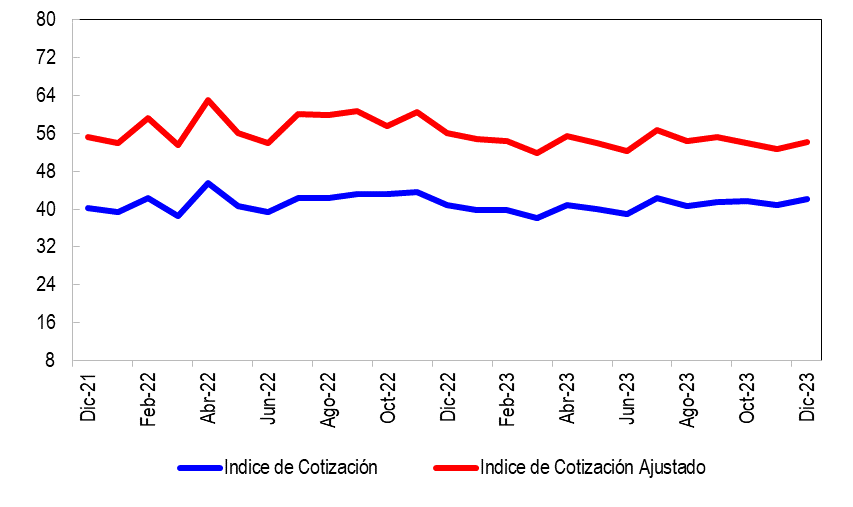 80
72
64
56
48
40
32
24
16
8
Dic-21
Feb-22
Abr-22
Jun-22
Ago-22
Oct-22
Dic-22
Feb-23
Abr-23
Jun-23
Ago-23
Oct-23
Dic-23
Indice de Cotización
Indice de Cotización Ajustado